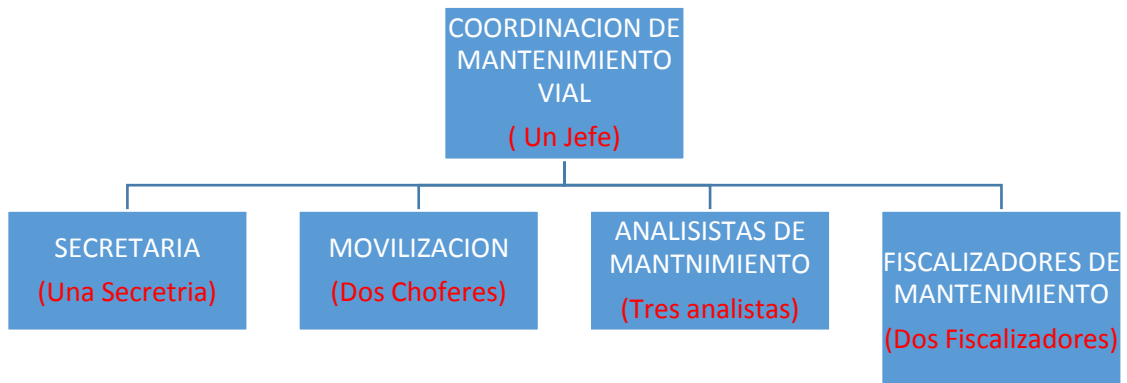 COORDINACION DE
MANTENIMIENTO
VIAL
( Un Jefe)
SECRETARIA
(Una Secretria)
MOVILIZACION
(Dos Choferes)
ANALISISTAS DE
MANTNIMIENTO
(Tres analistas)
FISCALIZADORES DE
MANTENIMIENTO
(Dos Fiscalizadores)